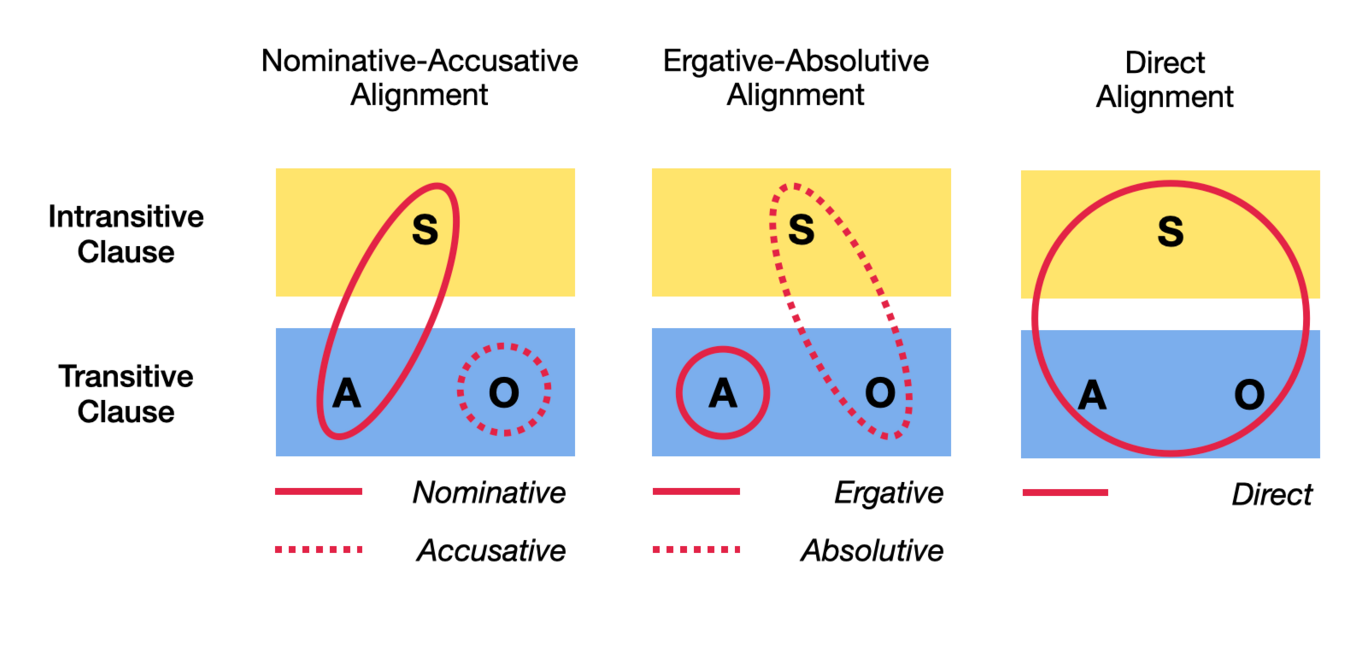 Nominative-Accusative
Alignment
Ergative-Absolutive
Alignment
Direct
Alignment
Intransitive
Clause
S
S
S
Transitive
Clause
A
O
A
O
A
O
Nominative
Accusative
Ergative
Absolutive
Direct